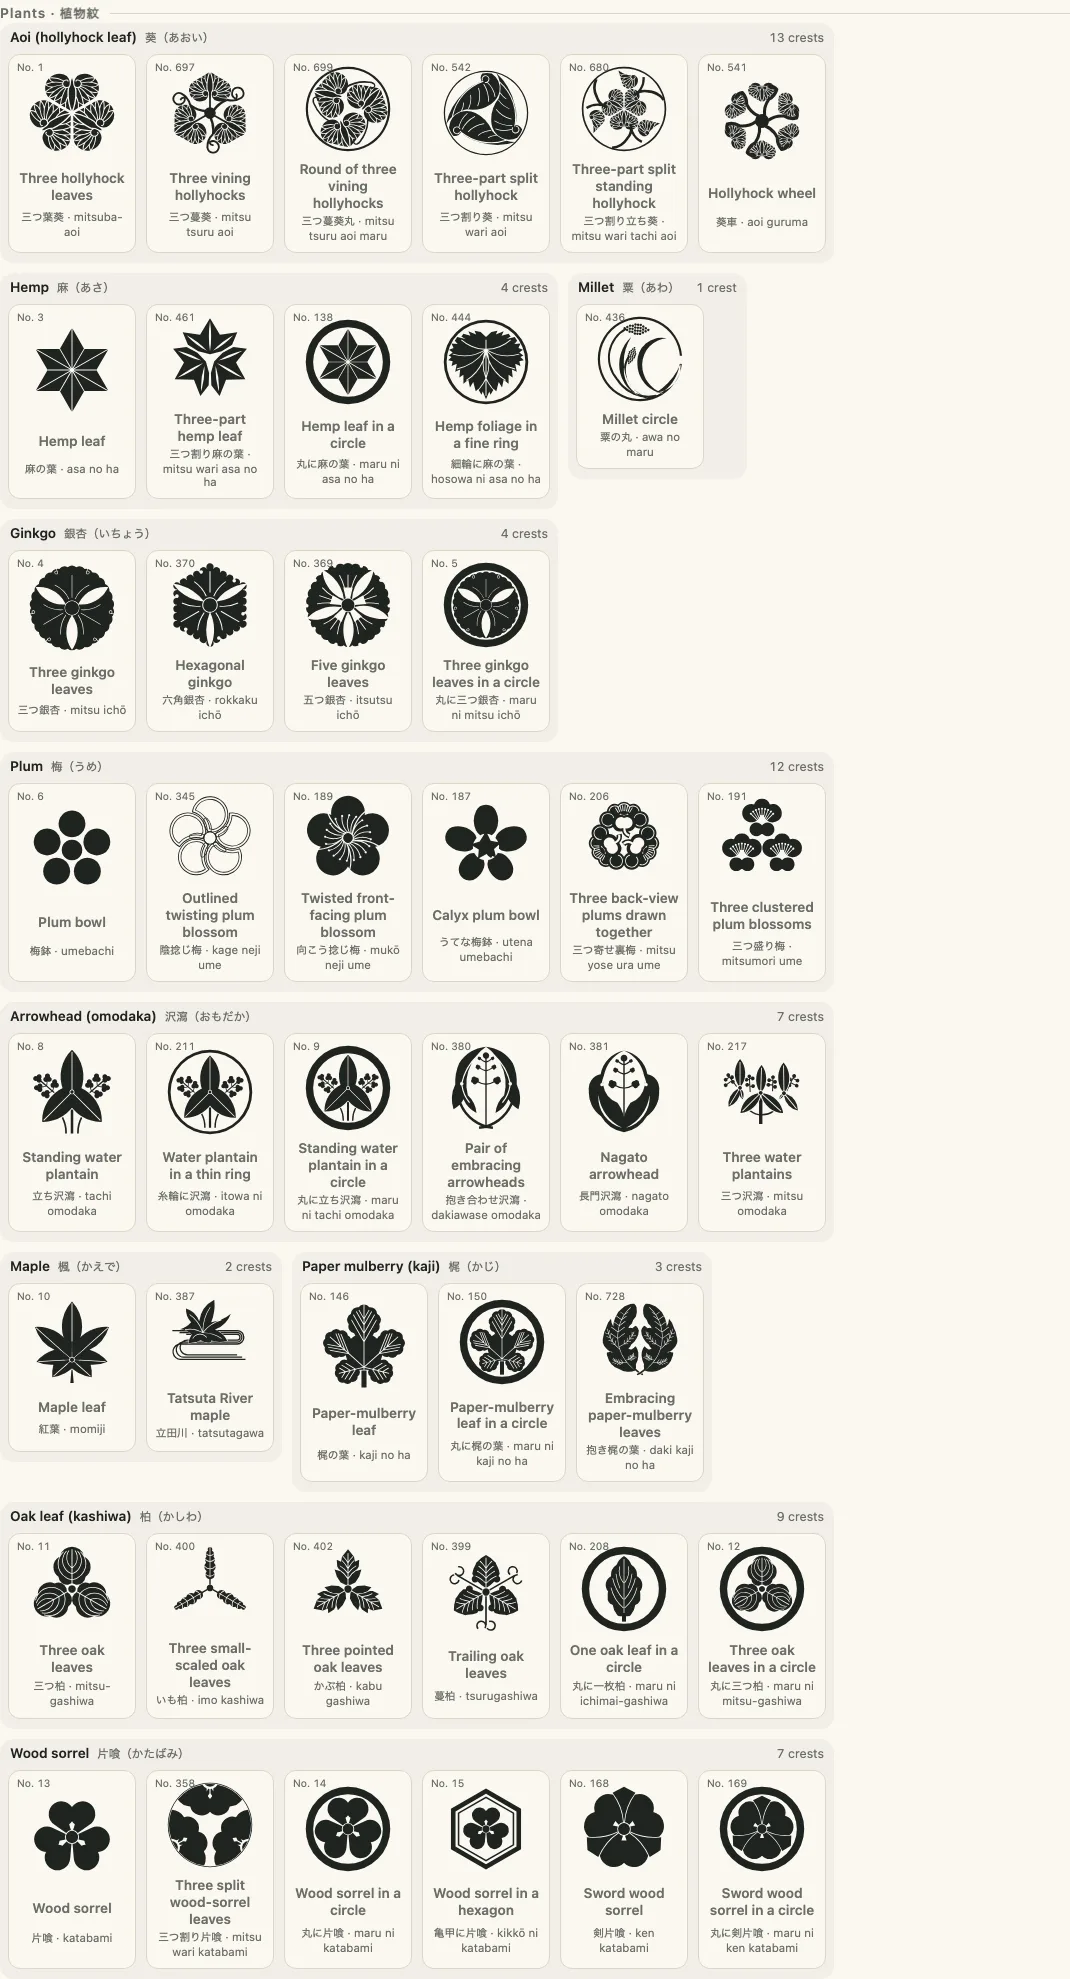 Plants · 植物紋
Aoi (hollyhock leaf) 葵（あおい） 13 crests
No. 1
Three hollyhock
leaves
三つ葉葵 · mitsuba-
aoi
No. 697
Three vining
hollyhocks
三つ蔓葵 · mitsu
tsuru aoi
No. 699
Round of three
vining
hollyhocks
三つ蔓葵丸 · mitsu
tsuru aoi maru
No. 542
Three-part split
hollyhock
三つ割り葵 · mitsu
wari aoi
No. 680
Three-part split
standing
hollyhock
三つ割り立ち葵 ·
mitsu wari tachi aoi
No. 541
Hollyhock wheel
葵車 · aoi guruma
Hemp 麻（あさ） 4 crests
No. 3
Hemp leaf
麻の葉 · asa no ha
No. 461
Three-part
hemp leaf
三つ割り麻の葉 ·
mitsu wari asa no
ha
No. 138
Hemp leaf in a
circle
丸に麻の葉 · maru ni
asa no ha
No. 444
Hemp foliage in
a fine ring
細輪に麻の葉 ·
hosowa ni asa no ha
Millet 粟（あわ） 1 crest
No. 436
Millet circle
粟の丸 · awa no
maru
Ginkgo 銀杏（いちょう） 4 crests
No. 4
Three ginkgo
leaves
三つ銀杏 · mitsu ichō
No. 370
Hexagonal
ginkgo
六角銀杏 · rokkaku
ichō
No. 369
Five ginkgo
leaves
五つ銀杏 · itsutsu
ichō
No. 5
Three ginkgo
leaves in a circle
丸に三つ銀杏 · maru
ni mitsu ichō
Plum 梅（うめ） 12 crests
No. 6
Plum bowl
梅鉢 · umebachi
No. 345
Outlined
twisting plum
blossom
陰捻じ梅 · kage neji
ume
No. 189
Twisted front-
facing plum
blossom
向こう捻じ梅 · mukō
neji ume
No. 187
Calyx plum bowl
うてな梅鉢 · utena
umebachi
No. 206
Three back-view
plums drawn
together
三つ寄せ裏梅 · mitsu
yose ura ume
No. 191
Three clustered
plum blossoms
三つ盛り梅 ·
mitsumori ume
Arrowhead (omodaka) 沢瀉（おもだか） 7 crests
No. 8
Standing water
plantain
立ち沢瀉 · tachi
omodaka
No. 211
Water plantain
in a thin ring
糸輪に沢瀉 · itowa ni
omodaka
No. 9
Standing water
plantain in a
circle
丸に立ち沢瀉 · maru
ni tachi omodaka
No. 380
Pair of
embracing
arrowheads
抱き合わせ沢瀉 ·
dakiawase omodaka
No. 381
Nagato
arrowhead
長門沢瀉 · nagato
omodaka
No. 217
Three water
plantains
三つ沢瀉 · mitsu
omodaka
Maple 楓（かえで） 2 crests
No. 10
Maple leaf
紅葉 · momiji
No. 387
Tatsuta River
maple
立田川 · tatsutagawa
Paper mulberry (kaji) 梶（かじ） 3 crests
No. 146
Paper-mulberry
leaf
梶の葉 · kaji no ha
No. 150
Paper-mulberry
leaf in a circle
丸に梶の葉 · maru ni
kaji no ha
No. 728
Embracing
paper-mulberry
leaves
抱き梶の葉 · daki kaji
no ha
Oak leaf (kashiwa) 柏（かしわ） 9 crests
No. 11
Three oak
leaves
三つ柏 · mitsu-
gashiwa
No. 400
Three small-
scaled oak
leaves
いも柏 · imo kashiwa
No. 402
Three pointed
oak leaves
かぶ柏 · kabu
gashiwa
No. 399
Trailing oak
leaves
蔓柏 · tsurugashiwa
No. 208
One oak leaf in a
circle
丸に一枚柏 · maru ni
ichimai-gashiwa
No. 12
Three oak
leaves in a circle
丸に三つ柏 · maru ni
mitsu-gashiwa
Wood sorrel 片喰（かたばみ） 7 crests
No. 13
Wood sorrel
片喰 · katabami
No. 358
Three split
wood-sorrel
leaves
三つ割り片喰 · mitsu
wari katabami
No. 14
Wood sorrel in a
circle
丸に片喰 · maru ni
katabami
No. 15
Wood sorrel in a
hexagon
亀甲に片喰 · kikkō ni
katabami
No. 168
Sword wood
sorrel
剣片喰 · ken
katabami
No. 169
Sword wood
sorrel in a circle
丸に剣片喰 · maru ni
ken katabami